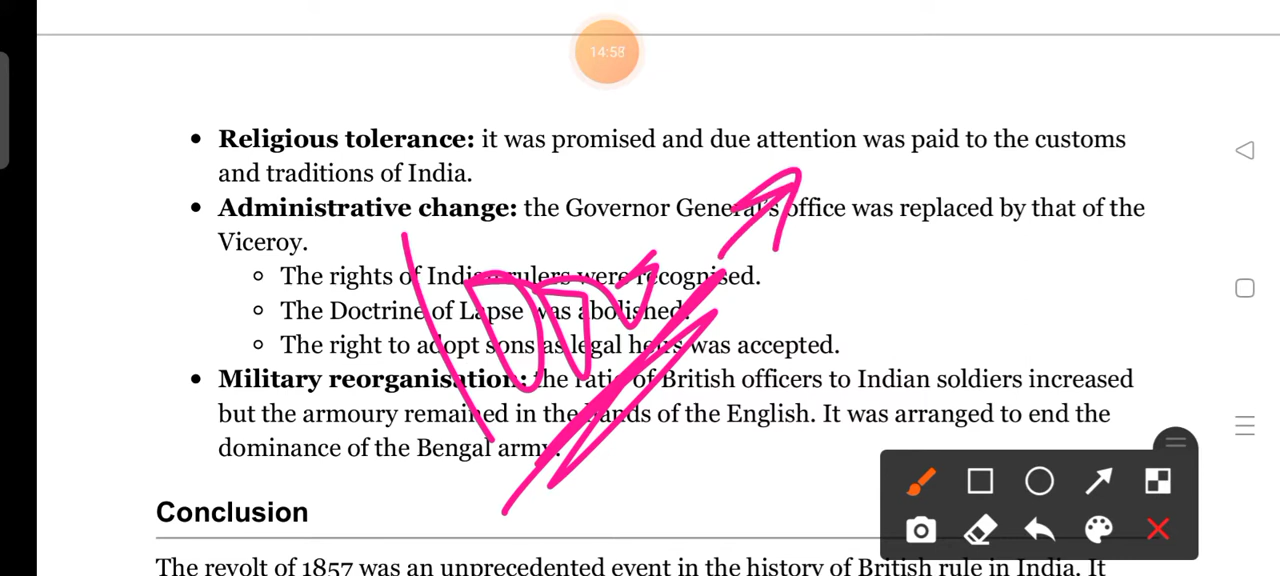 14:58
• Religious tolerance: it was promised and due attention was paid to the customs
and traditions of India.
• Administrative change: the Governor General's office was replaced by that of the
Viceroy.
○ The rights of Indian rulers were recognised.
○ The Doctrine of Lapse was abolished.
○ The right to adopt sons as legal heirs was accepted.
• Military reorganisation: the ratio of British officers to Indian soldiers increased
but the armoury remained in the hands of the English. It was arranged to end the
dominance of the Bengal army.
Conclusion
The revolt of 1857 was an unprecedented event in the history of British rule in India. It